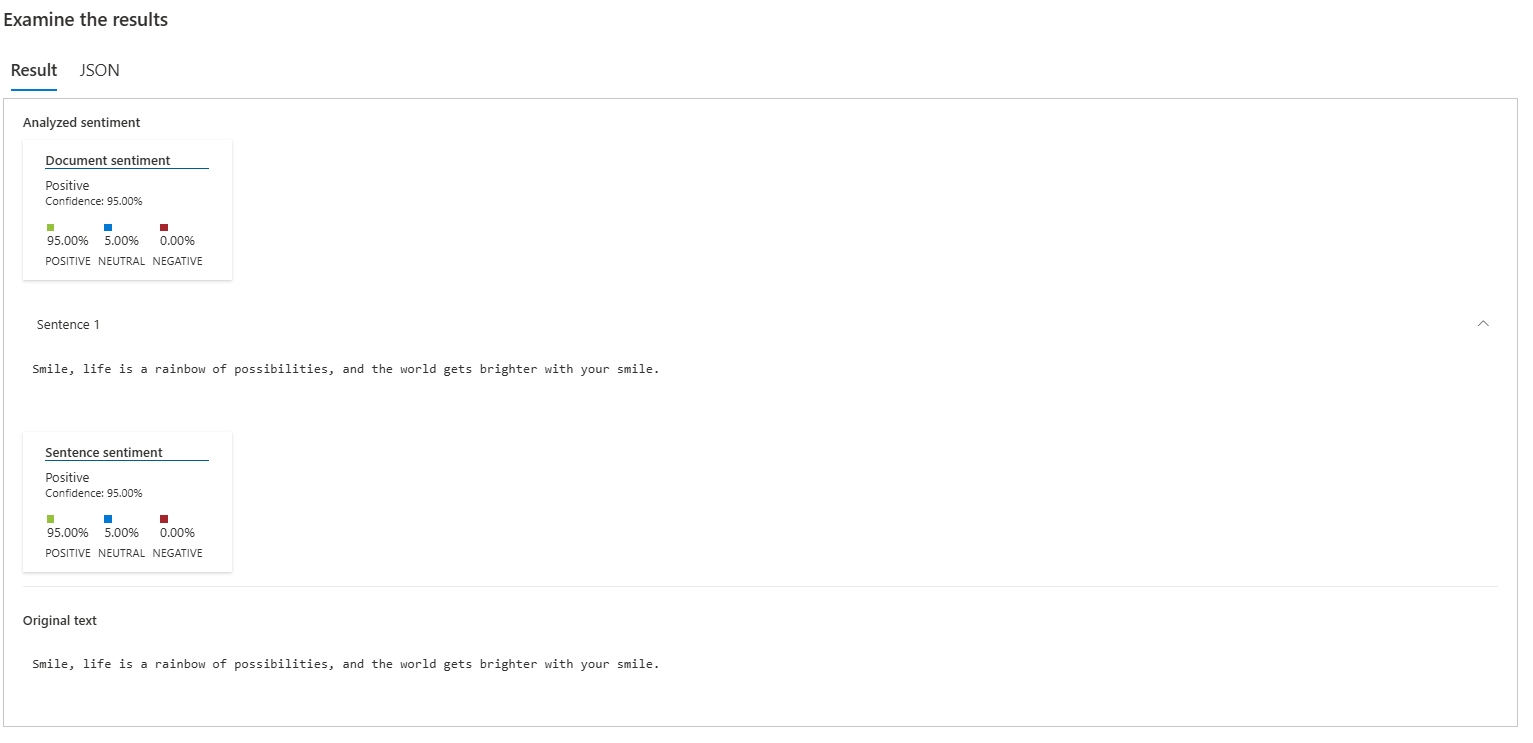 Examine the results
Result JSON
Analyzed sentiment
Document sentiment
Positive
Confidence: 95.00%
95.00% 5.00% 0.00%
POSITIVE NEUTRAL NEGATIVE
Sentence 1
Smile, life is a rainbow of possibilities, and the world gets brighter with your smile.
Sentence sentiment
Positive
Confidence: 95.00%
95.00% 5.00% 0.00%
POSITIVE NEUTRAL NEGATIVE
Original text
Smile, life is a rainbow of possibilities, and the world gets brighter with your smile.